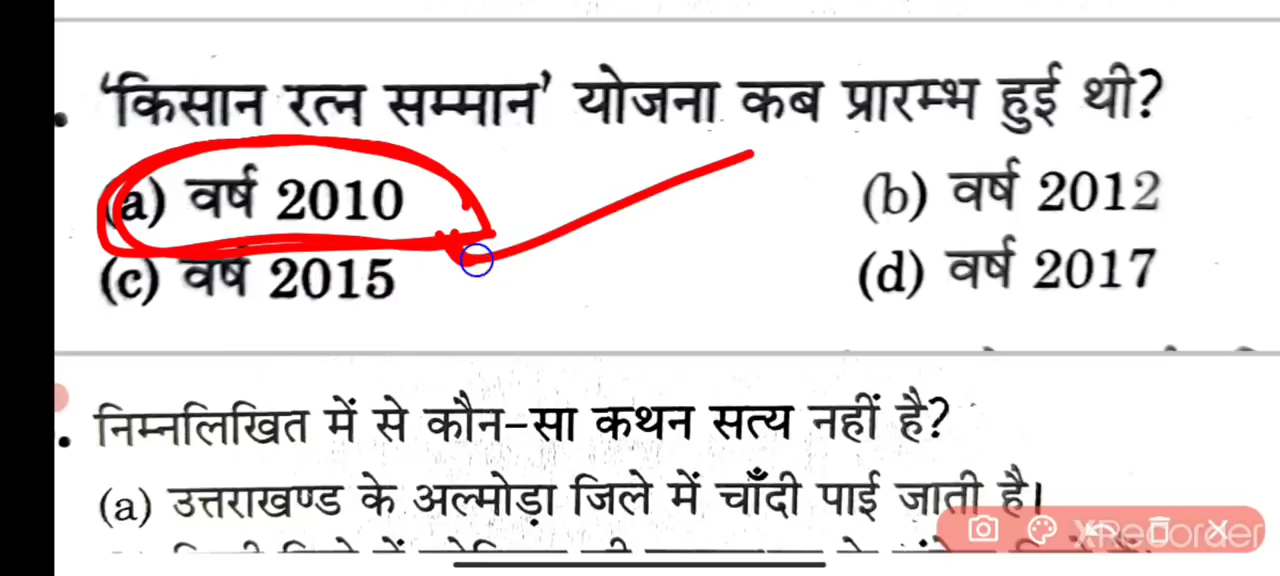 'किसान रत्न सम्मान' योजना कब प्रारम्भ हुई थी?
(a) वर्ष 2010 (b) वर्ष 2012
(c) वर्ष 2015 (d) वर्ष 2017
निम्नलिखित में से कौन-सा कथन सत्य नहीं है?
(a) उत्तराखण्ड के अल्मोड़ा जिले में चाँदी पाई जाती है।
XRecorder